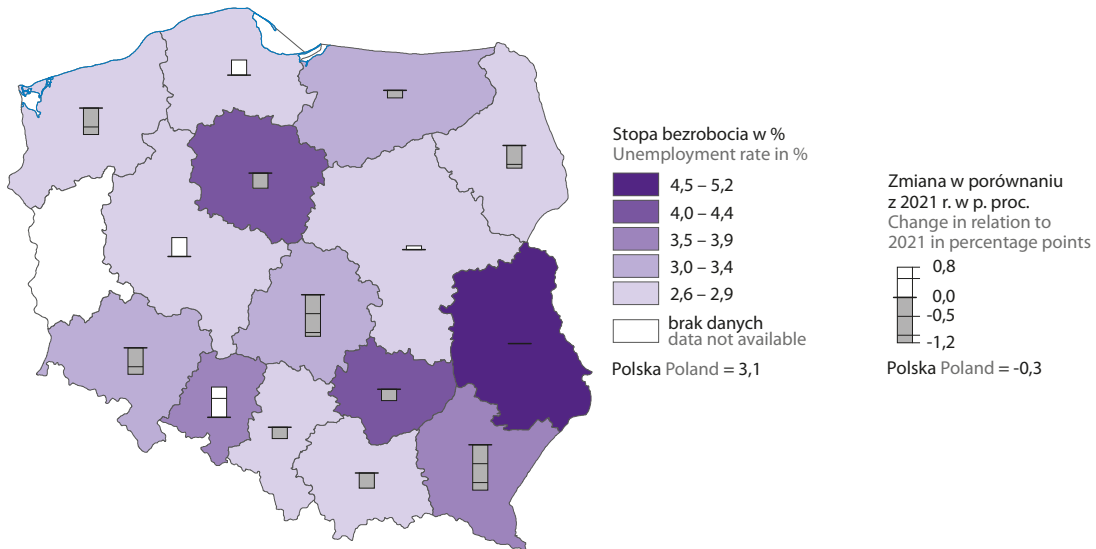 Stopa bezrobocia w %
Unemployment rate in %
4,5 – 5,2
4,0 – 4,4
3,5 – 3,9
3,0 – 3,4
2,6 – 2,9
brak danych
data not available
Polska Poland = 3,1
Zmiana w porównaniu
z 2021 r. w p. proc.
Change in relation to
2021 in percentage points
0,8
0,0
-0,5
-1,2
Polska Poland = -0,3